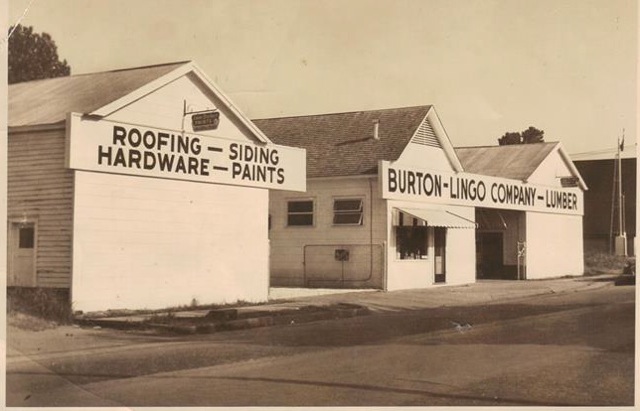 ROOFING — SIDING
HARDWARE — PAINTS
BURTON-LINGO COMPANY — LUMBER